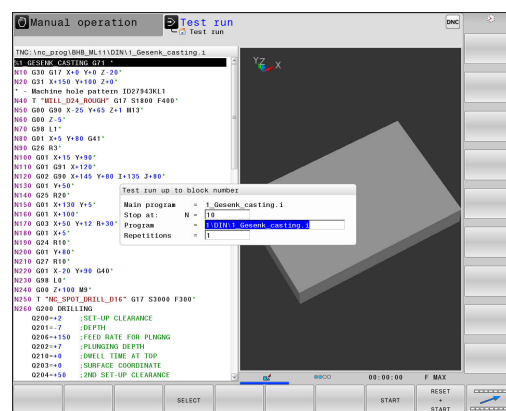 Manual operation
Test run
Test run
DNC
TNC:\nc_prog\BHB_ML11\DIN\1_Gesenk_casting.i
%1_GESENK_CASTING G71 *
N10 G30 G17 X+0 Y+0 Z-20*
N20 G31 X+150 Y+100 Z+0*
* - Machine hole pattern ID27943KL1
N40 T "MILL_D24_ROUGH" G17 S1800 F400*
N50 G00 G90 X-25 Y+65 Z+1 M13*
N60 G00 Z-5*
N70 G98 L1*
N80 G01 X+5 Y+80 G41*
N90 G26 R3*
N100 G01 X+15 Y+90*
N110 G01 G91 X+120*
N120 G02 G90 X+145 Y+80 I+135 J+80*
N130 G01 Y+50*
N140 G25 R20*
N150 G01 X+130 Y+5*
N160 G01 X+100*
N170 G03 X+50 Y+12 R+30*
N180 G01 X+5*
N190 G24 R10*
N200 G01 Y+80*
N210 G27 R10*
N220 G01 X-20 Y+90 G40*
N230 G98 L0*
N240 G00 Z+100 M9*
N250 T "NC_SPOT_DRILL_D16" G17 S3000 F300*
N260 G200 DRILLING
Q200=+2 ;SET-UP CLEARANCE
Q201=-7 ;DEPTH
Q206=+150 ;FEED RATE FOR PLNGNG
Q202=+7 ;PLUNGING DEPTH
Q210=+0 ;DWELL TIME AT TOP
Q203=+0 ;SURFACE COORDINATE
Q204=+50 ;2ND SET-UP CLEARANCE
YZ X
Test run up to block number
Main program = 1_Gesenk_casting.i
Stop at: N = 10
Program = 1\DIN\1_Gesenk_casting.i
Repetitions = 1
00:00:00 F MAX
SELECT
START
RESET
+
START